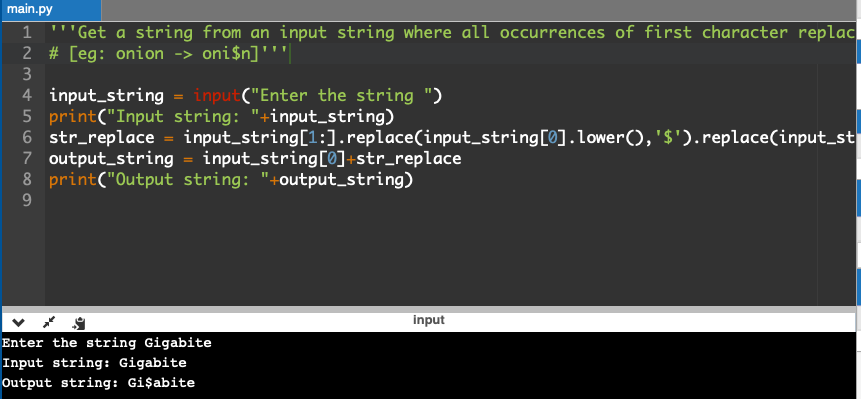 main.py
1 '''Get a string from an input string where all occurrences of first character replac
2 # [eg: onion -> oni$n]'''
3
4 input_string = input("Enter the string ")
5 print("Input string: "+input_string)
6 str_replace = input_string[1:].replace(input_string[0].lower(),'$').replace(input_st
7 output_string = input_string[0]+str_replace
8 print("Output string: "+output_string)
9
input
Enter the string Gigabite
Input string: Gigabite
Output string: Gi$abite